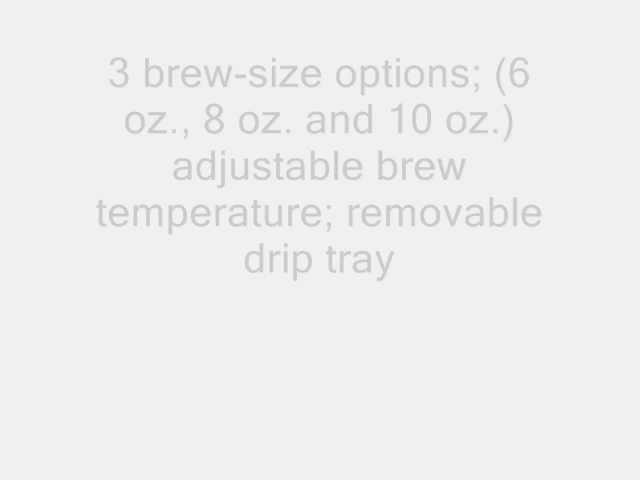 3 brew-size options; (6
oz., 8 oz. and 10 oz.)
adjustable brew
temperature; removable
drip tray